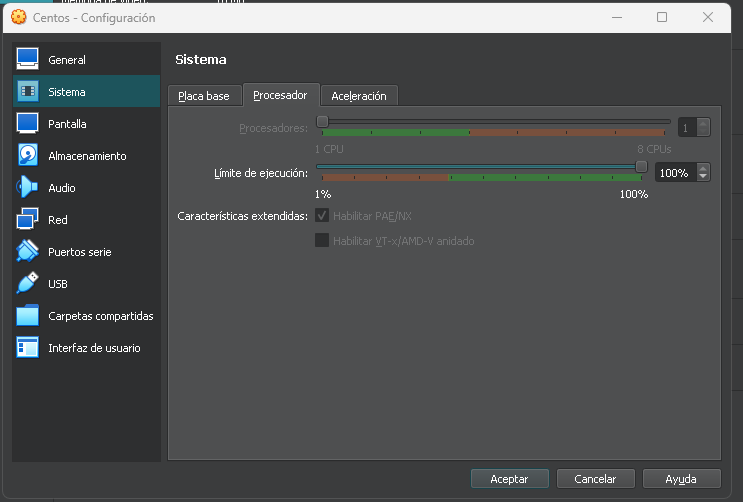 Centos - Configuración
General
Sistema
Pantalla
Almacenamiento
Audio
Red
Puertos serie
USB
Carpetas compartidas
Interfaz de usuario
Sistema
Placa base Procesador Aceleración
Procesadores: 1
1 CPU 8 CPUs
Límite de ejecución: 100%
1% 100%
Características extendidas: Habilitar PAE/NX
Habilitar VT-x/AMD-V anidado
Aceptar Cancelar Ayuda